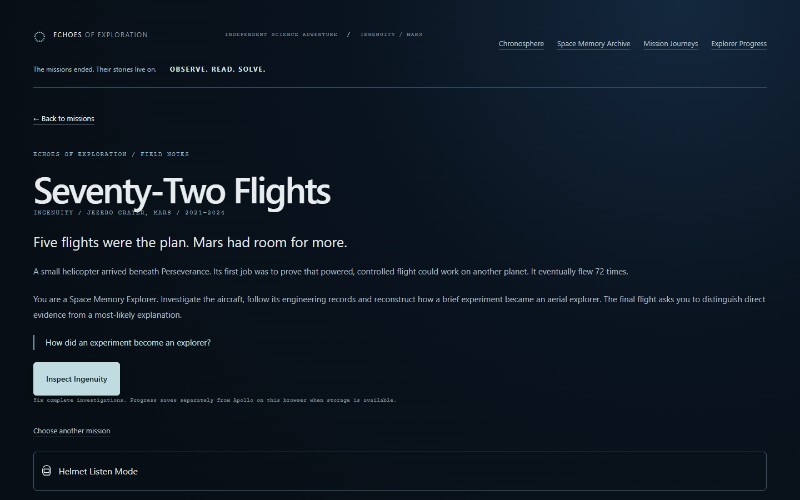 ECHOES OF EXPLORATION
INDEPENDENT SCIENCE ADVENTURE / INGENUITY / MARS
Chronosphere Space Memory Archive Mission Journeys Explorer Progress
The missions ended. Their stories live on. OBSERVE. READ. SOLVE.
← Back to missions
ECHOES OF EXPLORATION / FIELD NOTES
Seventy-Two Flights
INGENUITY / JEZERO CRATER, MARS / 2021–2024
Five flights were the plan. Mars had room for more.
A small helicopter arrived beneath Perseverance. Its first job was to prove that powered, controlled flight could work on another planet. It eventually flew 72 times.
You are a Space Memory Explorer. Investigate the aircraft, follow its engineering records and reconstruct how a brief experiment became an aerial explorer. The final flight asks you to distinguish direct
evidence from a most-likely explanation.
How did an experiment become an explorer?
Inspect Ingenuity
Six complete investigations. Progress saves separately from Apollo on this browser when storage is available.
Choose another mission
Helmet Listen Mode